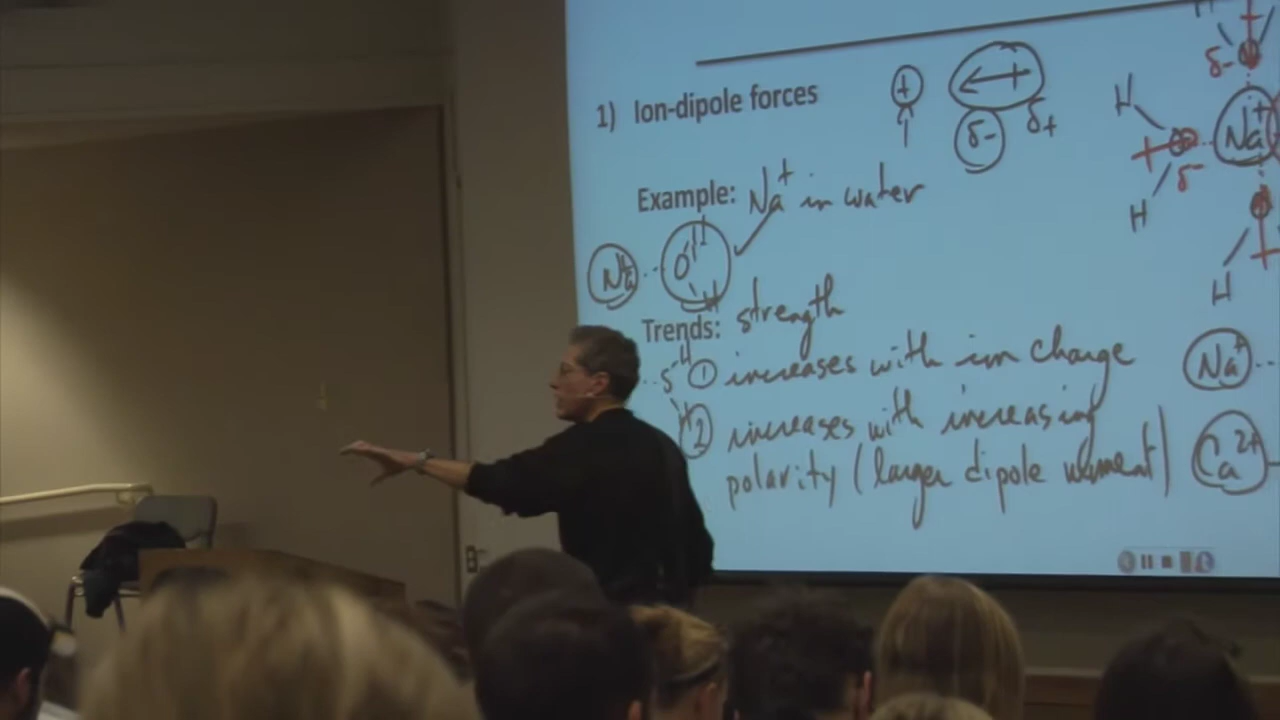 1) Ion-dipole forces
+
δ- δ+
Example: Na+ in water
Na+ O H H
Trends: strength
① increases with ion charge
② increases with increasing
polarity (larger dipole moment)
S H H
δ-
H Na+
+ δ-
H
H +
Na+
Ca2+